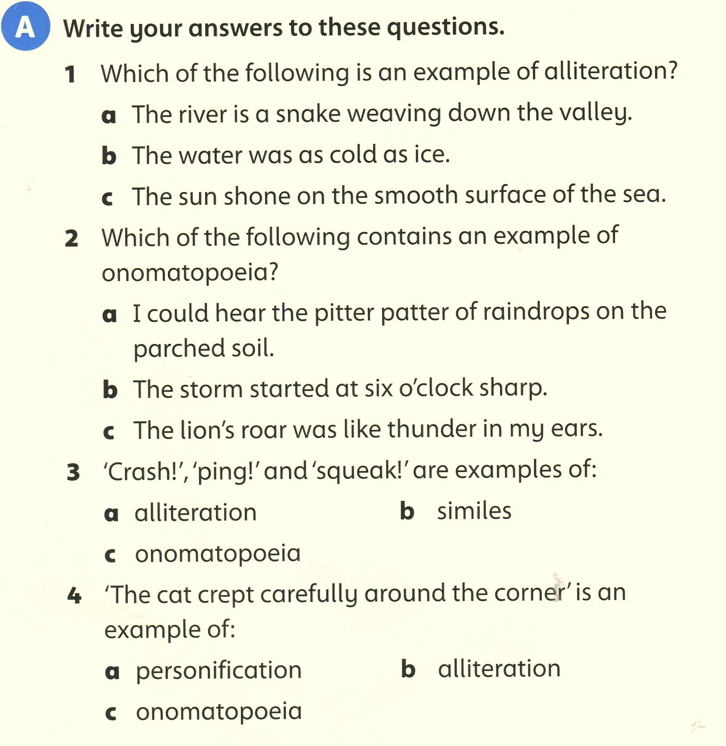 A Write your answers to these questions.
1 Which of the following is an example of alliteration?
a The river is a snake weaving down the valley.
b The water was as cold as ice.
c The sun shone on the smooth surface of the sea.
2 Which of the following contains an example of
onomatopoeia?
a I could hear the pitter patter of raindrops on the
parched soil.
b The storm started at six o’clock sharp.
c The lion’s roar was like thunder in my ears.
3 ‘Crash!’, ‘ping!’ and ‘squeak!’ are examples of:
a alliteration b similes
c onomatopoeia
4 ‘The cat crept carefully around the corner’ is an
example of:
a personification b alliteration
c onomatopoeia